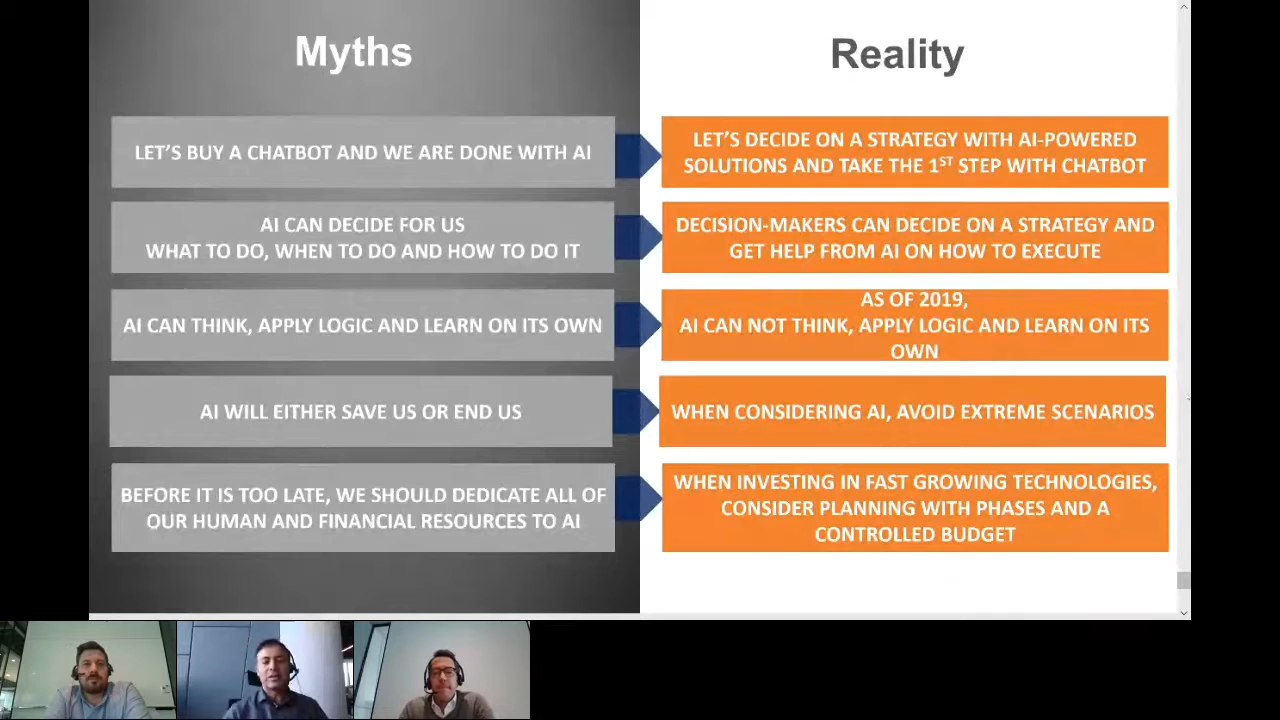 Myths
Reality
LET'S BUY A CHATBOT AND WE ARE DONE WITH AI
LET'S DECIDE ON A STRATEGY WITH AI-POWERED
SOLUTIONS AND TAKE THE 1ST STEP WITH CHATBOT
AI CAN DECIDE FOR US
WHAT TO DO, WHEN TO DO AND HOW TO DO IT
DECISION-MAKERS CAN DECIDE ON A STRATEGY AND
GET HELP FROM AI ON HOW TO EXECUTE
AI CAN THINK, APPLY LOGIC AND LEARN ON ITS OWN
AS OF 2019,
AI CAN NOT THINK, APPLY LOGIC AND LEARN ON ITS
OWN
AI WILL EITHER SAVE US OR END US
WHEN CONSIDERING AI, AVOID EXTREME SCENARIOS
BEFORE IT IS TOO LATE, WE SHOULD DEDICATE ALL OF
OUR HUMAN AND FINANCIAL RESOURCES TO AI
WHEN INVESTING IN FAST GROWING TECHNOLOGIES,
CONSIDER PLANNING WITH PHASES AND A
CONTROLLED BUDGET